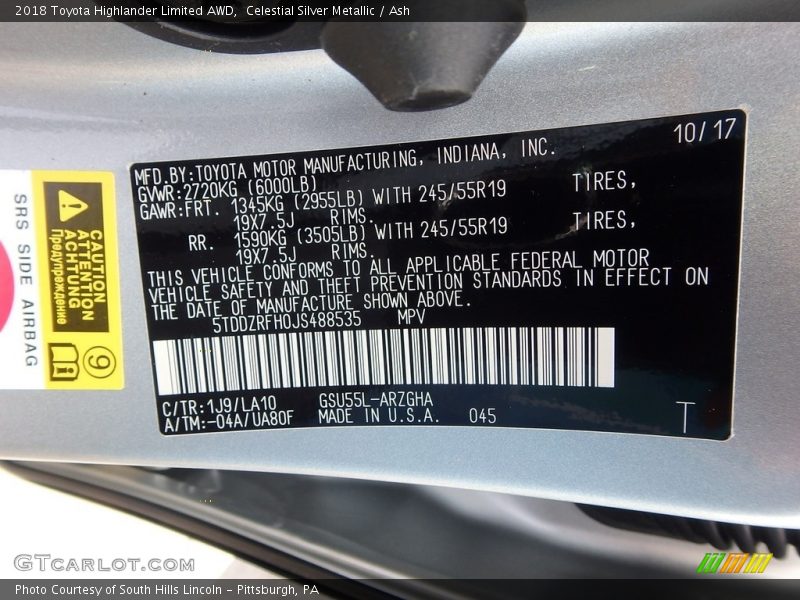 2018 Toyota Highlander Limited AWD,  Celestial Silver Metallic / Ash
10/17
MFD.BY:TOYOTA MOTOR MANUFACTURING, INDIANA, INC.
GVWR:2720KG (6000LB)
GAWR:FRT. 1345KG (2955LB) WITH 245/55R19 TIRES,
19X7.5J RIMS.
RR. 1590KG (3505LB) WITH 245/55R19 TIRES,
19X7.5J RIMS.
THIS VEHICLE CONFORMS TO ALL APPLICABLE FEDERAL MOTOR
VEHICLE SAFETY AND THEFT PREVENTION STANDARDS IN EFFECT ON
THE DATE OF MANUFACTURE SHOWN ABOVE.
5TDDZRFH0JS488535 MPV
C/TR:1J9/LA10 GSU55L-ARZGHA
A/TM:-04A/UA80F MADE IN U.S.A. 045
T
CAUTION
ATTENTION
ACHTUNG
Предупреждение
9
SRS SIDE AIRBAG
GTCARLOT.COM
Photo Courtesy of South Hills Lincoln - Pittsburgh, PA